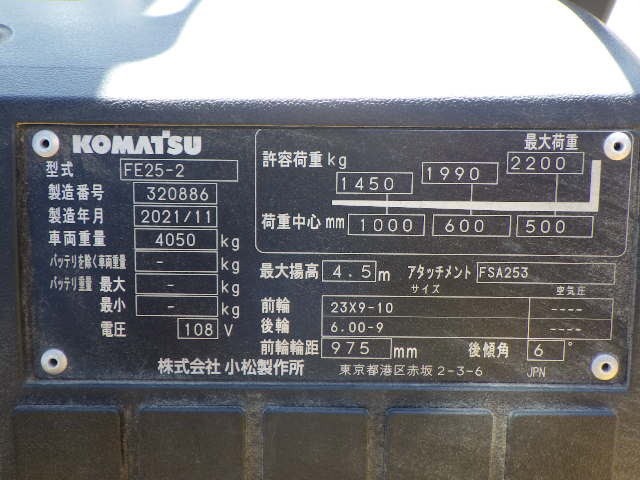 KOMATSU
型式 FE25-2
製造番号 320886
製造年月 2021/11
車両重量 4050 kg
バッテリを除く車両重量 - kg
バッテリ重量 最大 - kg
最小 - kg
電圧 108 V
許容荷重 kg
最大荷重
1450 1990 2200
荷重中心 mm 1000 600 500
最大揚高 4.5 m アタッチメント FSA253
サイズ 空気圧
前輪 23X9-10 ----
後輪 6.00-9 ----
前輪輪距 975 mm 後傾角 6 °
株式会社 小松製作所 東京都港区赤坂 2-3-6 JPN